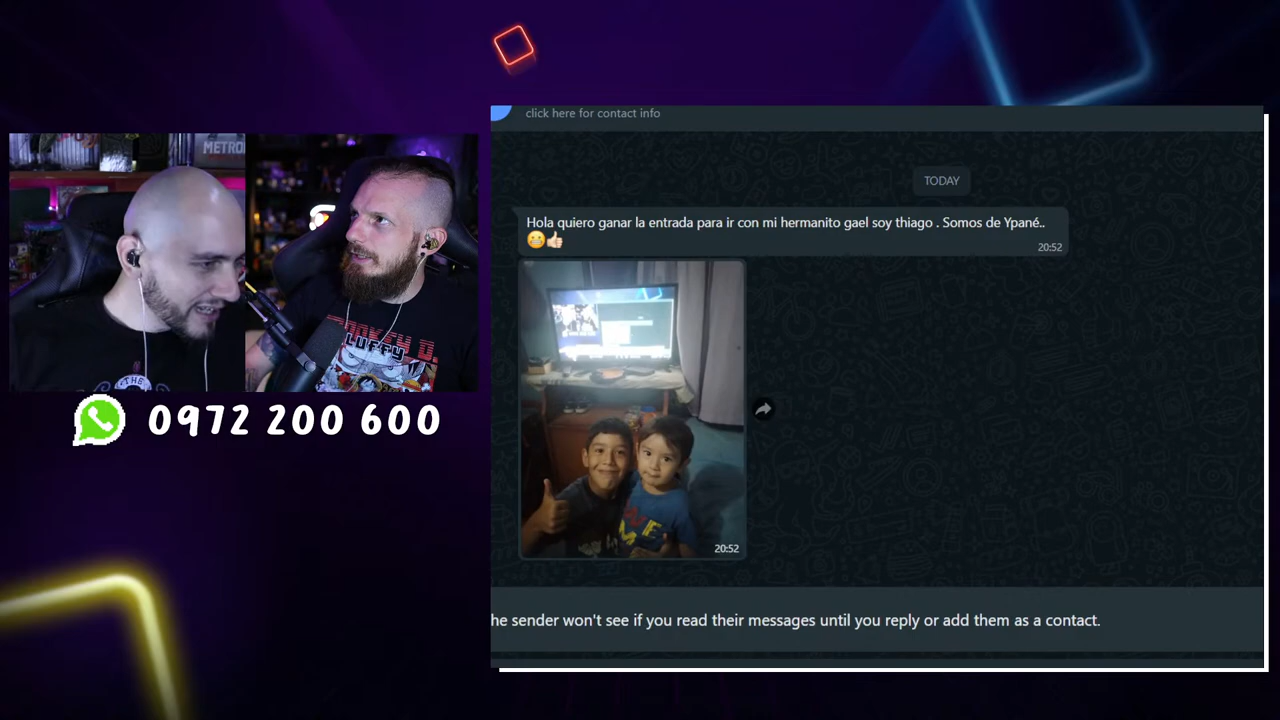 METRO
MONKEY D.
LUFFY
THE
0972 200 600
click here for contact info
TODAY
Hola quiero ganar la entrada para ir con mi hermanito gael soy thiago . Somos de Ypané..
😬👍🏻
20:52
20:52
he sender won't see if you read their messages until you reply or add them as a contact.